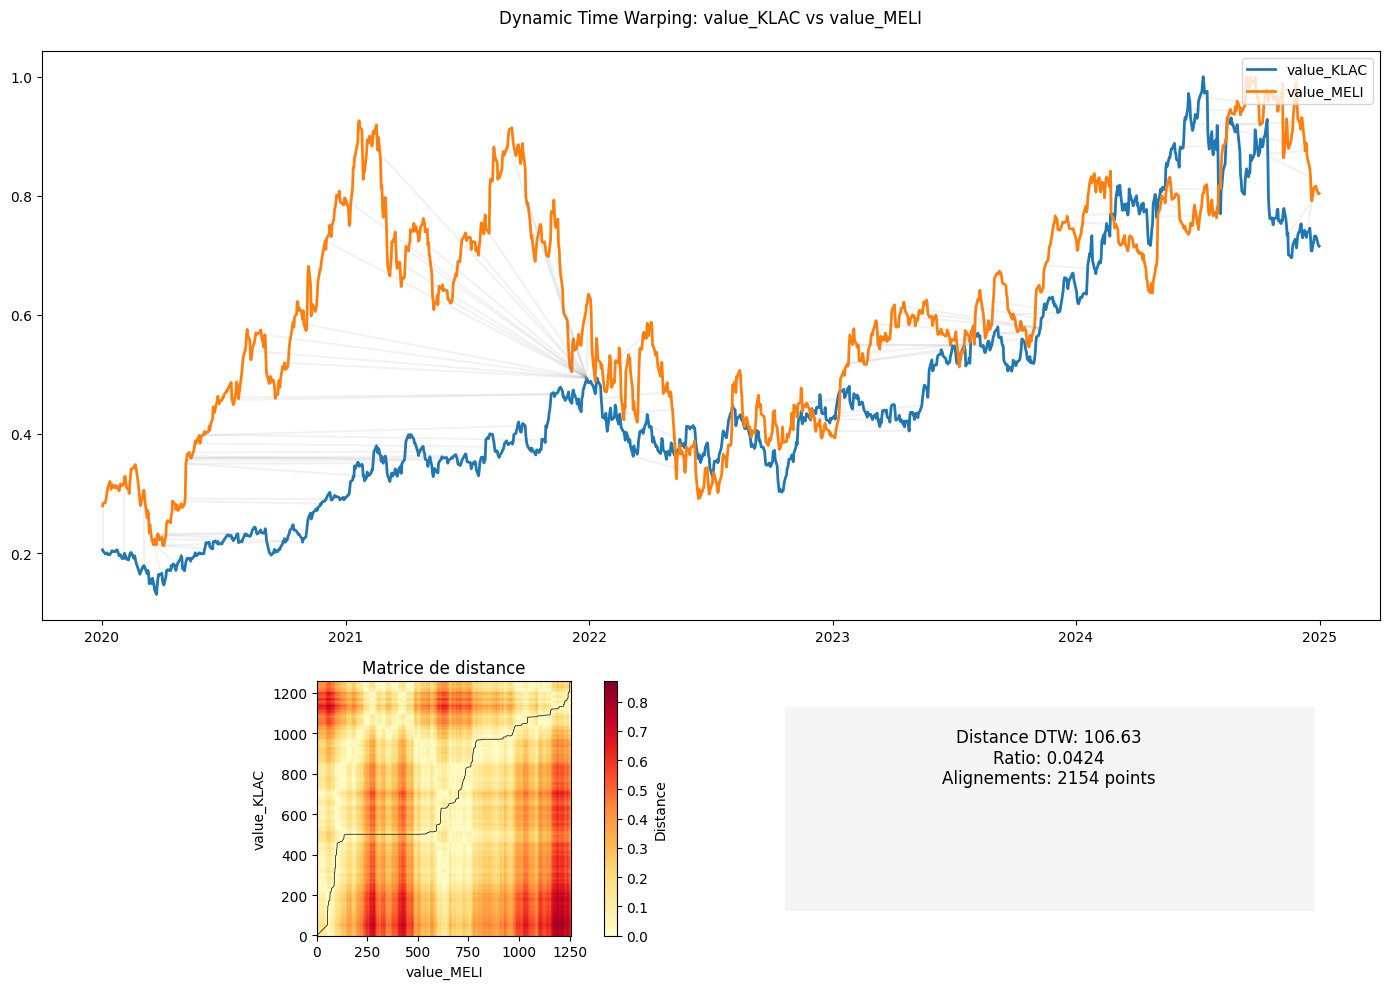 Dynamic Time Warping: value_KLAC vs value_MELI
1.0
0.8
0.6
0.4
0.2
value_KLAC
value_MELI
2020 2021 2022 2023 2024 2025
Matrice de distance
value_KLAC
1200
1000
800
600
400
200
0
0 250 500 750 1000 1250
value_MELI
0.8
0.7
0.6
0.5
0.4
0.3
0.2
0.1
0.0
Distance
Distance DTW: 106.63
Ratio: 0.0424
Alignements: 2154 points